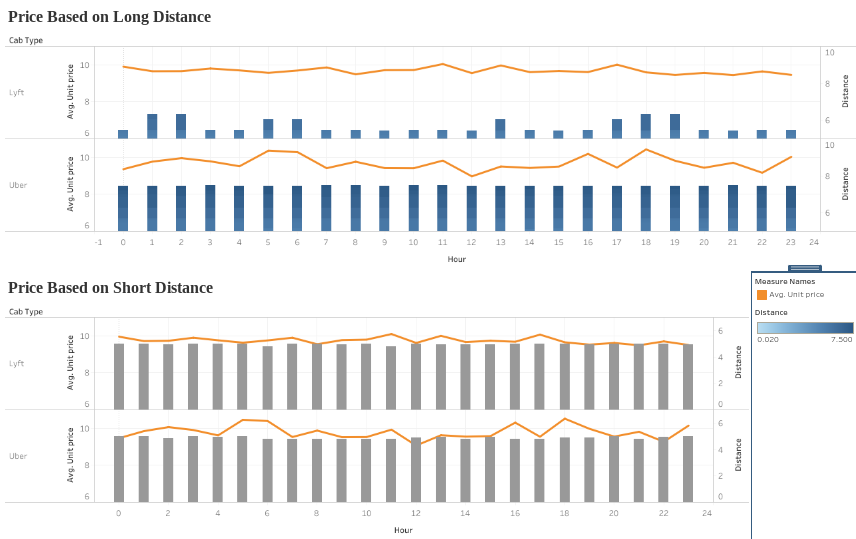 Price Based on Long Distance
Cab Type
Lyft
Avg. Unit price
10
8
6
10
8
6
Distance
Uber
Avg. Unit price
10
8
6
10
8
6
Distance
-1 0 1 2 3 4 5 6 7 8 9 10 11 12 13 14 15 16 17 18 19 20 21 22 23 24
Hour
Price Based on Short Distance
Cab Type
Lyft
Avg. Unit price
10
8
6
6
4
2
0
Distance
Uber
Avg. Unit price
10
8
6
6
4
2
0
Distance
0 2 4 6 8 10 12 14 16 18 20 22 24
Hour
Measure Names
Avg. Unit price
Distance
0.020 7.500